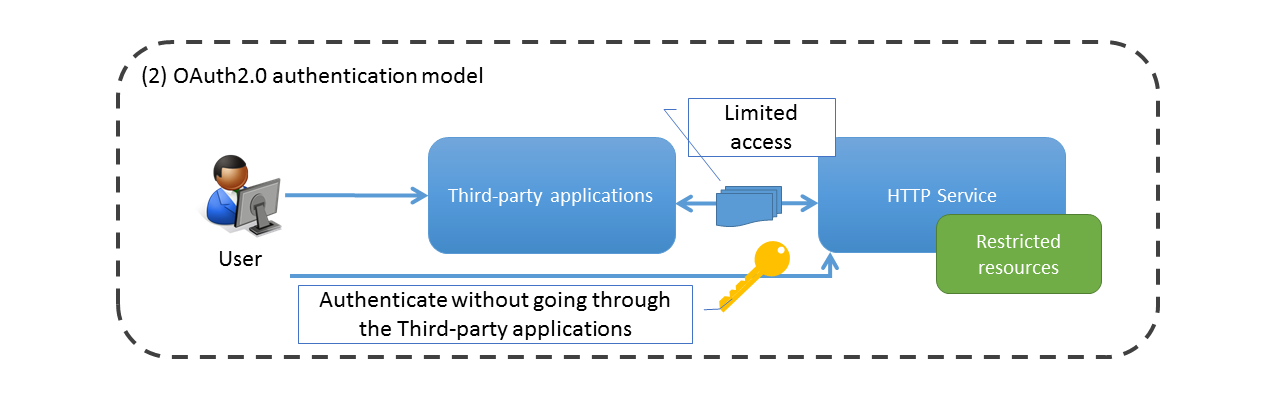 (2) OAuth2.0 authentication model
Limited
access
Third-party applications
HTTP Service
Restricted
resources
User
Authenticate without going through
the Third-party applications